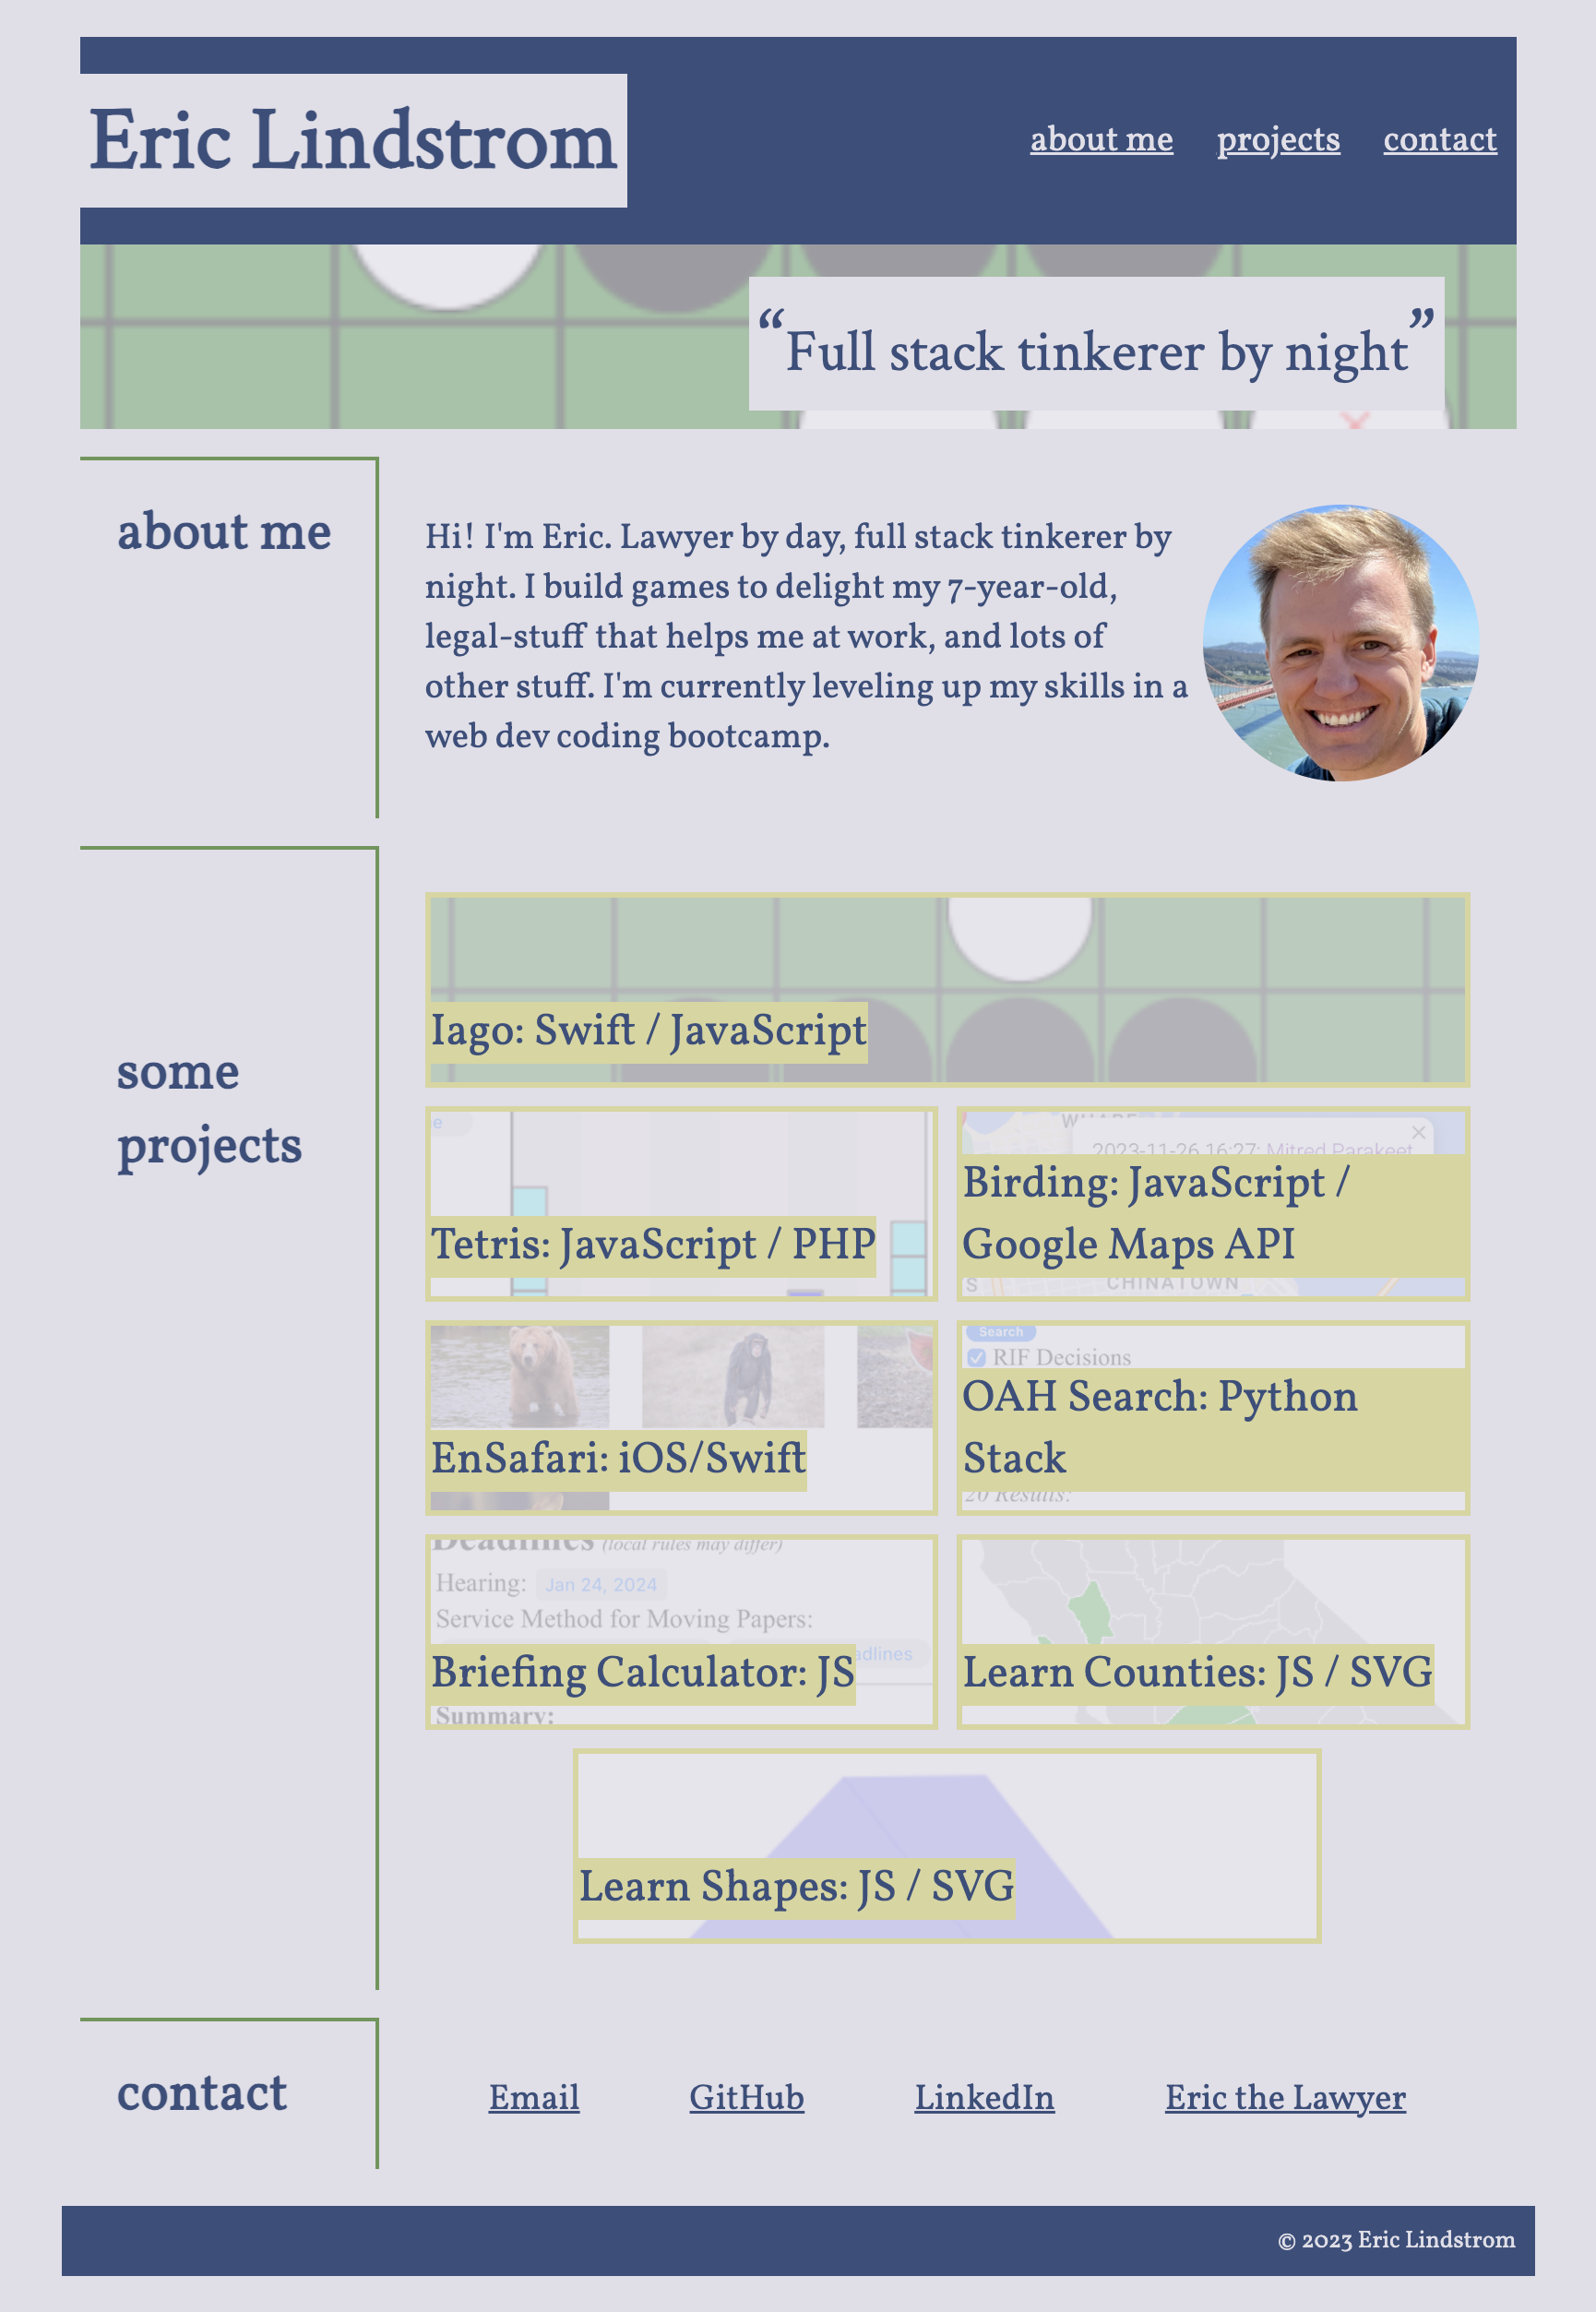 Eric Lindstrom
about me projects contact
“Full stack tinkerer by night”
about me
Hi! I'm Eric. Lawyer by day, full stack tinkerer by
night. I build games to delight my 7-year-old,
legal-stuff that helps me at work, and lots of
other stuff. I'm currently leveling up my skills in a
web dev coding bootcamp.
some
projects
Iago: Swift / JavaScript
Tetris: JavaScript / PHP
2023-11-26 16:27: Mitred Parakeet
Birding: JavaScript /
Google Maps API
CHINATOWN
EnSafari: iOS/Swift
Search
RIF Decisions
OAH Search: Python
Stack
20 Results:
Deadlines (local rules may differ)
Hearing: Jan 24, 2024
Service Method for Moving Papers:
Briefing Calculator: JS
Summary:
Learn Counties: JS / SVG
Learn Shapes: JS / SVG
contact
Email GitHub LinkedIn Eric the Lawyer
© 2023 Eric Lindstrom